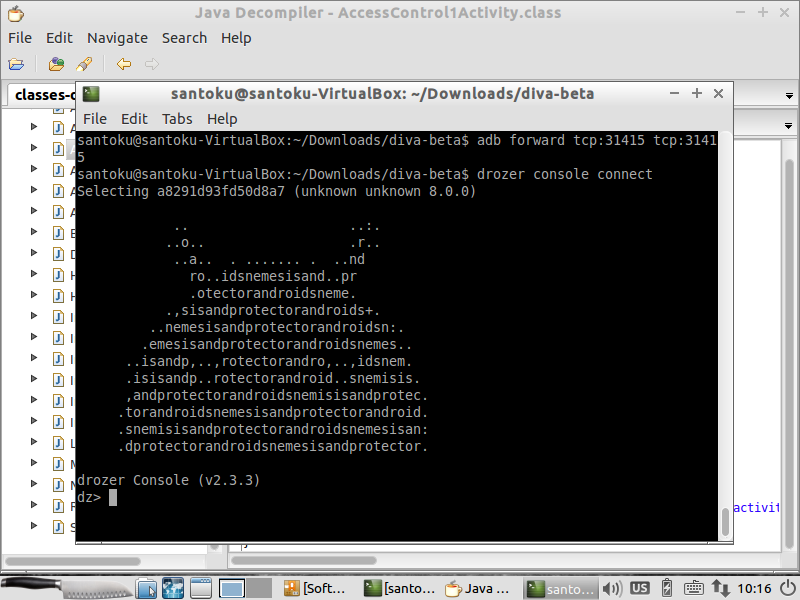 Java Decompiler - AccessControl1Activity.class
File Edit Navigate Search Help
classes-
santoku@santoku-VirtualBox: ~/Downloads/diva-beta
File Edit Tabs Help
santoku@santoku-VirtualBox:~/Downloads/diva-beta$ adb forward tcp:31415 tcp:3141
5
santoku@santoku-VirtualBox:~/Downloads/diva-beta$ drozer console connect
Selecting a8291d93fd50d8a7 (unknown unknown 8.0.0)
..                    ..:.
..o..                  .r..
..a..  . ....... .  ..nd
ro..idsnemesisand..pr
.otectorandroidsneme.
.,sisandprotectorandroids+.
..nemesisandprotectorandroidsn:.
.emesisandprotectorandroidsnemes..
..isandp,..,rotectorandro,..,idsnem.
.isisandp..rotectorandroid..snemisis.
,andprotectorandroidsnemisisandprotec.
.torandroidsnemesisandprotectorandroid.
.snemisisandprotectorandroidsnemesisan:
.dprotectorandroidsnemesisandprotector.
drozer Console (v2.3.3)
dz>
activit
[Soft... [santo... Java ... santo... US 10:16